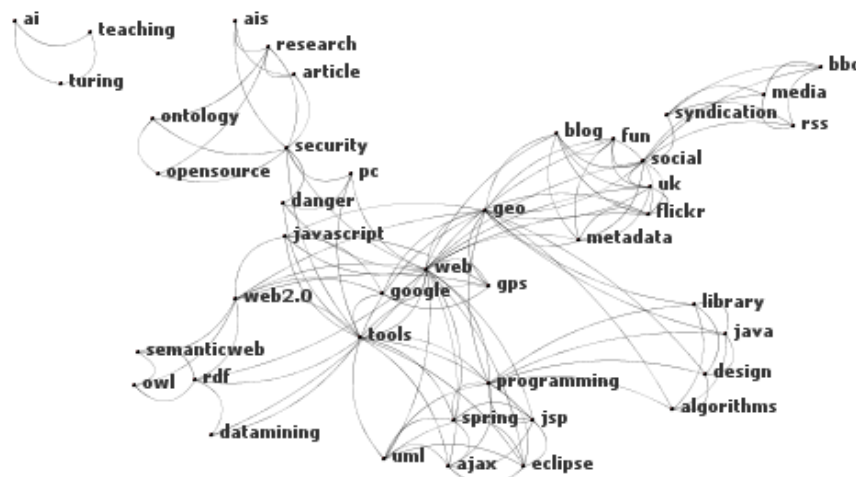 ai
teaching
turing
ais
research
article
ontology
opensource
security
pc
danger
javascript
bbc
media
syndication
rss
blog
fun
social
uk
flickr
geo
metadata
web
google
gps
web2.0
tools
library
java
design
algorithms
semanticweb
owl
rdf
datamining
programming
spring
jsp
uml
ajax
eclipse